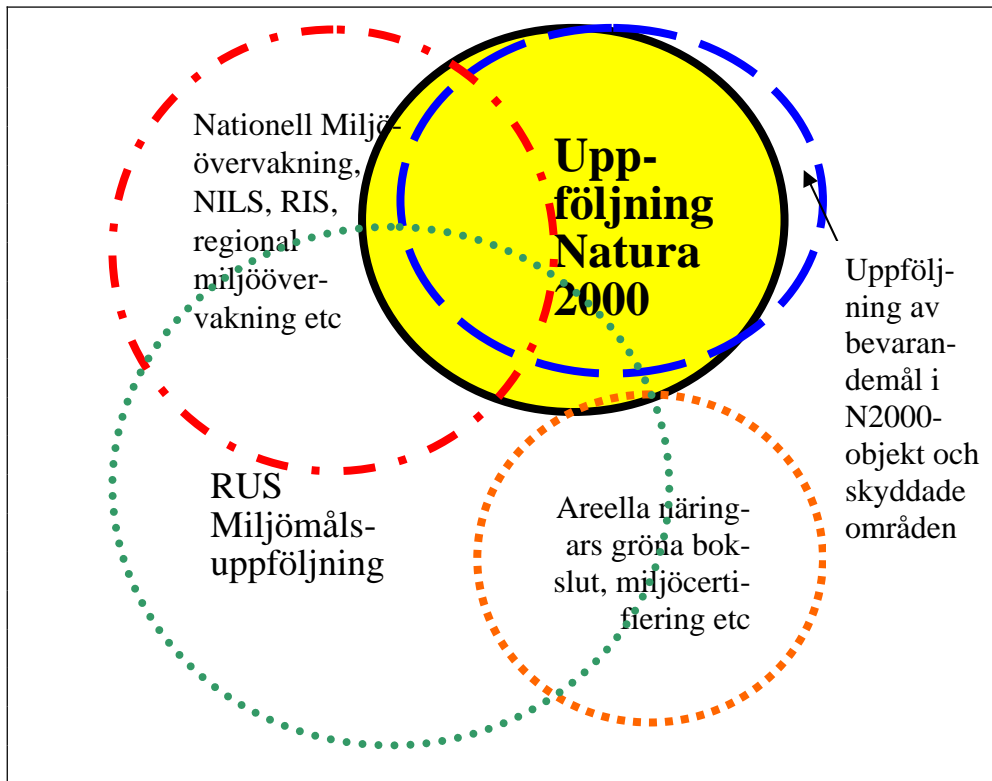 Nationell Miljö-
övervakning,
NILS, RIS,
regional
miljööver-
vakning etc
Upp-
följning
Natura
2000
Uppfölj-
ning av
bevaran-
demål i
N2000-
objekt och
skyddade
områden
RUS
Miljömåls-
uppföljning
Areella näring-
ars gröna bok-
slut, miljöcerti-
fiering etc